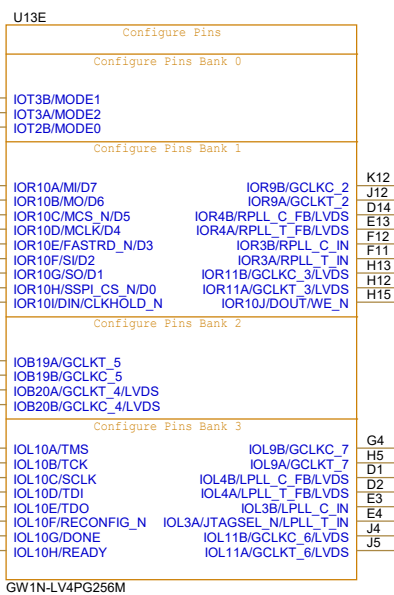 U13E
Configure Pins
Configure Pins Bank 0
IOT3B/MODE1
IOT3A/MODE2
IOT2B/MODE0
Configure Pins Bank 1
IOR10A/MI/D7 IOR9B/GCLKC_2 K12
IOR10B/MO/D6 IOR9A/GCLKT_2 J12
IOR10C/MCS_N/D5 IOR4B/RPLL_C_FB/LVDS D14
IOR10D/MCLK/D4 IOR4A/RPLL_T_FB/LVDS E13
IOR10E/FASTRD_N/D3 IOR3B/RPLL_C_IN F12
IOR10F/SI/D2 IOR3A/RPLL_T_IN F11
IOR10G/SO/D1 IOR11B/GCLKC_3/LVDS H13
IOR10H/SSPI_CS_N/D0 IOR11A/GCLKT_3/LVDS H12
IOR10I/DIN/CLKHOLD_N IOR10J/DOUT/WE_N H15
Configure Pins Bank 2
IOB19A/GCLKT_5
IOB19B/GCLKC_5
IOB20A/GCLKT_4/LVDS
IOB20B/GCLKC_4/LVDS
Configure Pins Bank 3
IOL10A/TMS IOL9B/GCLKC_7 G4
IOL10B/TCK IOL9A/GCLKT_7 H5
IOL10C/SCLK IOL4B/LPLL_C_FB/LVDS D1
IOL10D/TDI IOL4A/LPLL_T_FB/LVDS D2
IOL10E/TDO IOL3B/LPLL_C_IN E3
IOL10F/RECONFIG_N IOL3A/JTAGSEL_N/LPLL_T_IN E4
IOL10G/DONE IOL11B/GCLKC_6/LVDS J4
IOL10H/READY IOL11A/GCLKT_6/LVDS J5
GW1N-LV4PG256M